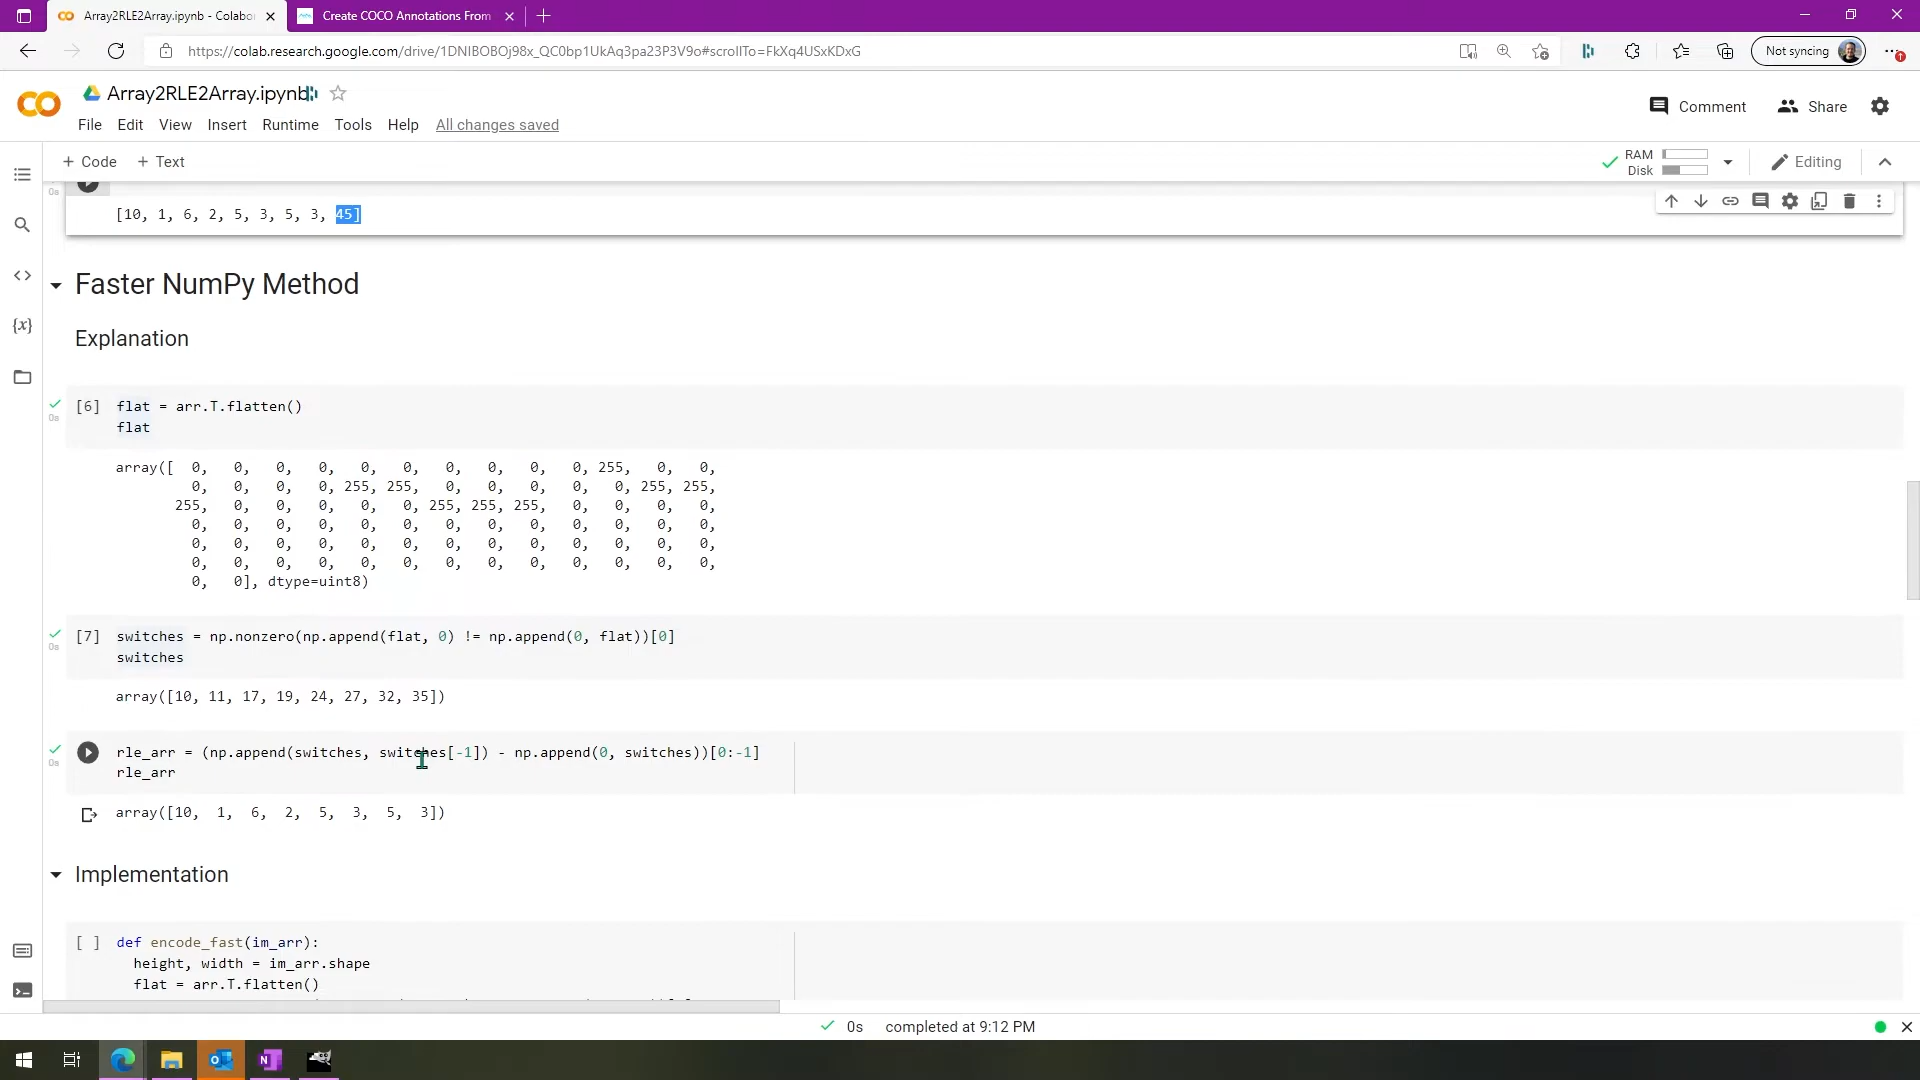 Array2RLE2Array.ipynb - Colabo
Create COCO Annotations From
https://colab.research.google.com/drive/1DNIBOBOj98x_QC0bp1UkAq3pa23P3V9o#scrollTo=FkXq4USxKDxG
Not syncing
Array2RLE2Array.ipynb
Comment
Share
File Edit View Insert Runtime Tools Help All changes saved
+ Code + Text
RAM
Disk
Editing
0s
[10, 1, 6, 2, 5, 3, 5, 3, 45]
Faster NumPy Method
Explanation
[6] flat = arr.T.flatten()
0s
flat
array([ 0, 0, 0, 0, 0, 0, 0, 0, 0, 0, 255, 0, 0,
0, 0, 0, 0, 255, 255, 0, 0, 0, 0, 0, 255, 255,
255, 0, 0, 0, 0, 0, 255, 255, 255, 0, 0, 0, 0,
0, 0, 0, 0, 0, 0, 0, 0, 0, 0, 0, 0, 0,
0, 0, 0, 0, 0, 0, 0, 0, 0, 0, 0, 0, 0,
0, 0, 0, 0, 0, 0, 0, 0, 0, 0, 0, 0, 0,
0, 0], dtype=uint8)
[7] switches = np.nonzero(np.append(flat, 0) != np.append(0, flat))[0]
0s
switches
array([10, 11, 17, 19, 24, 27, 32, 35])
rle_arr = (np.append(switches, switches[-1]) - np.append(0, switches))[0:-1]
0s
rle_arr
array([10, 1, 6, 2, 5, 3, 5, 3])
Implementation
[ ] def encode_fast(im_arr):
height, width = im_arr.shape
flat = arr.T.flatten()
0s completed at 9:12 PM